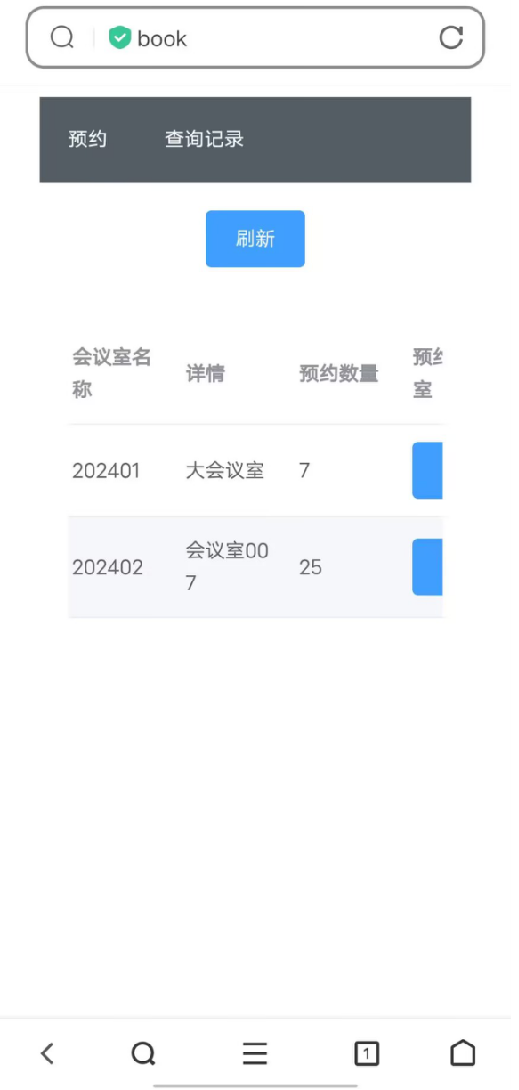 book
预约 查询记录
刷新
会议室名称 详情 预约数量 预约室
202401 大会议室 7
202402 会议室007 25
1